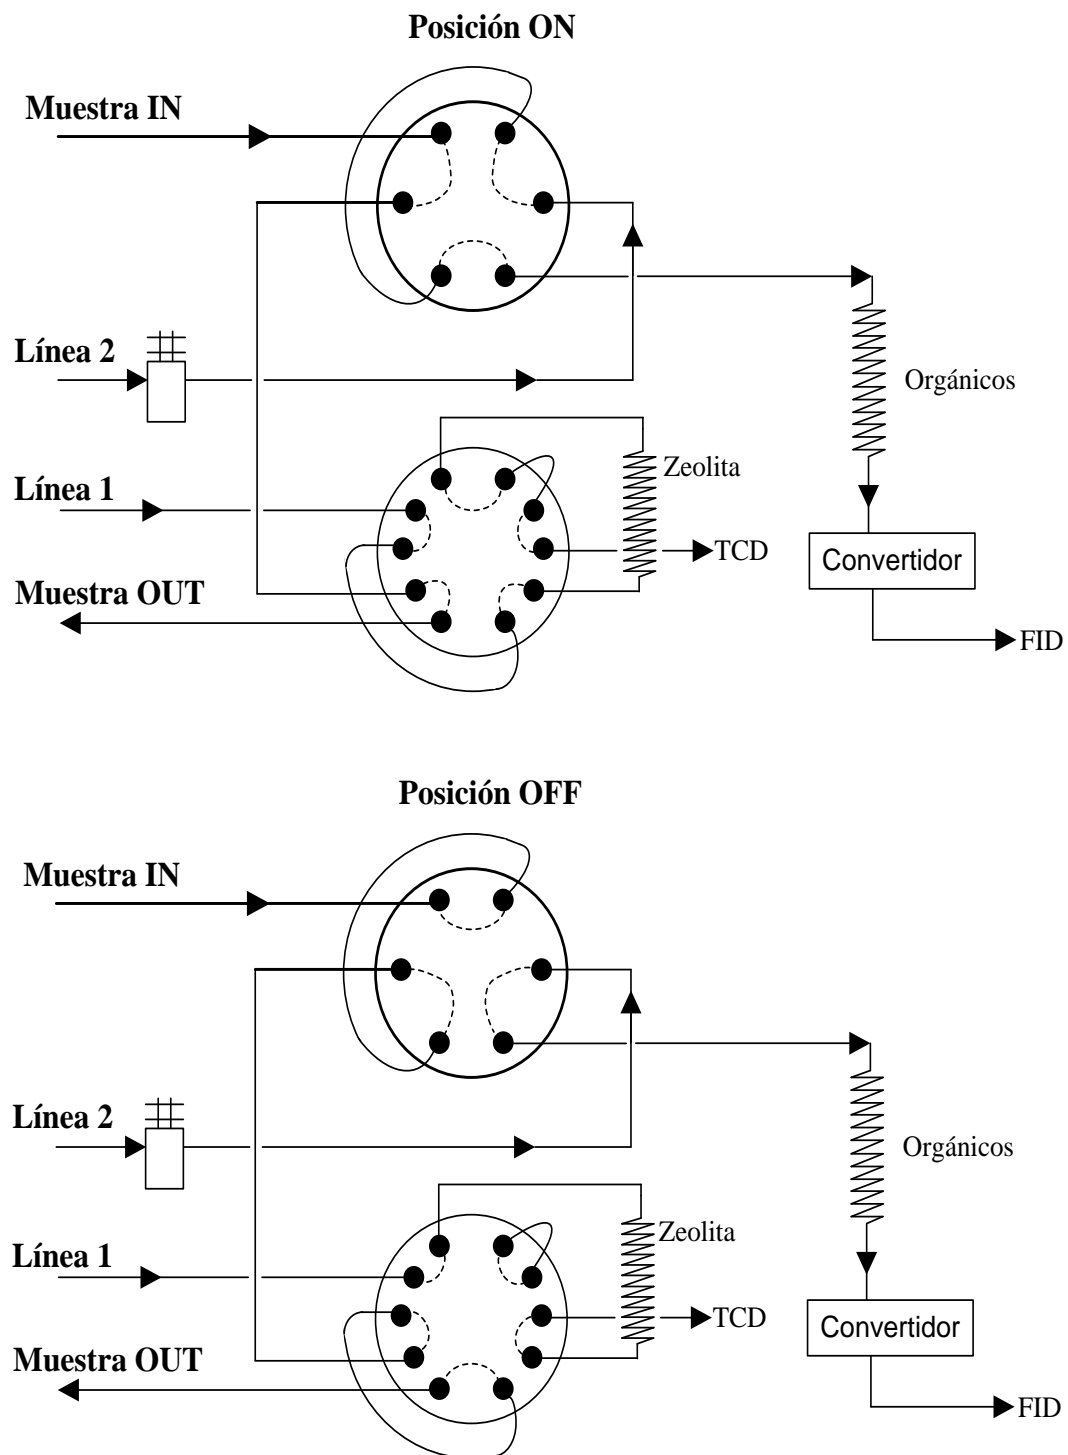 Posición ON
Muestra IN
Línea 2
Orgánicos
Zeolita
Línea 1
TCD
Convertidor
Muestra OUT
FID
Posición OFF
Muestra IN
Línea 2
Orgánicos
Zeolita
Línea 1
TCD
Convertidor
Muestra OUT
FID